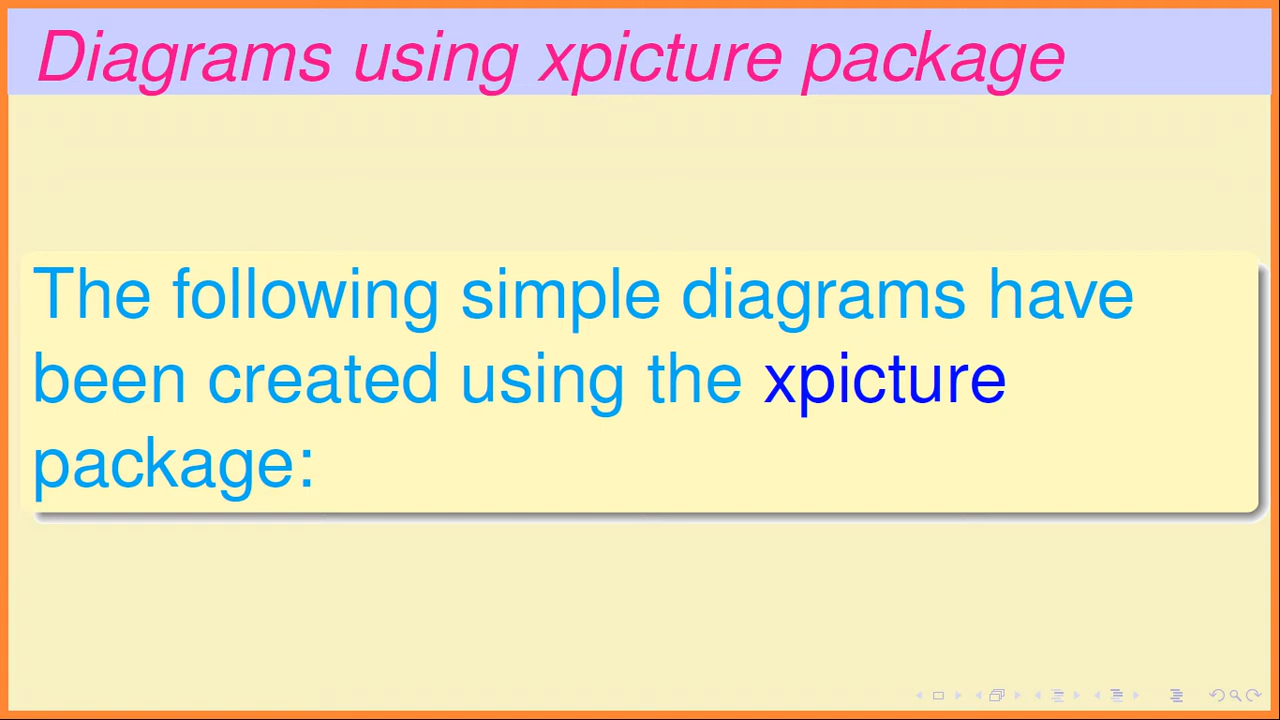 Diagrams using xpicture package
The following simple diagrams have
been created using the xpicture
package: